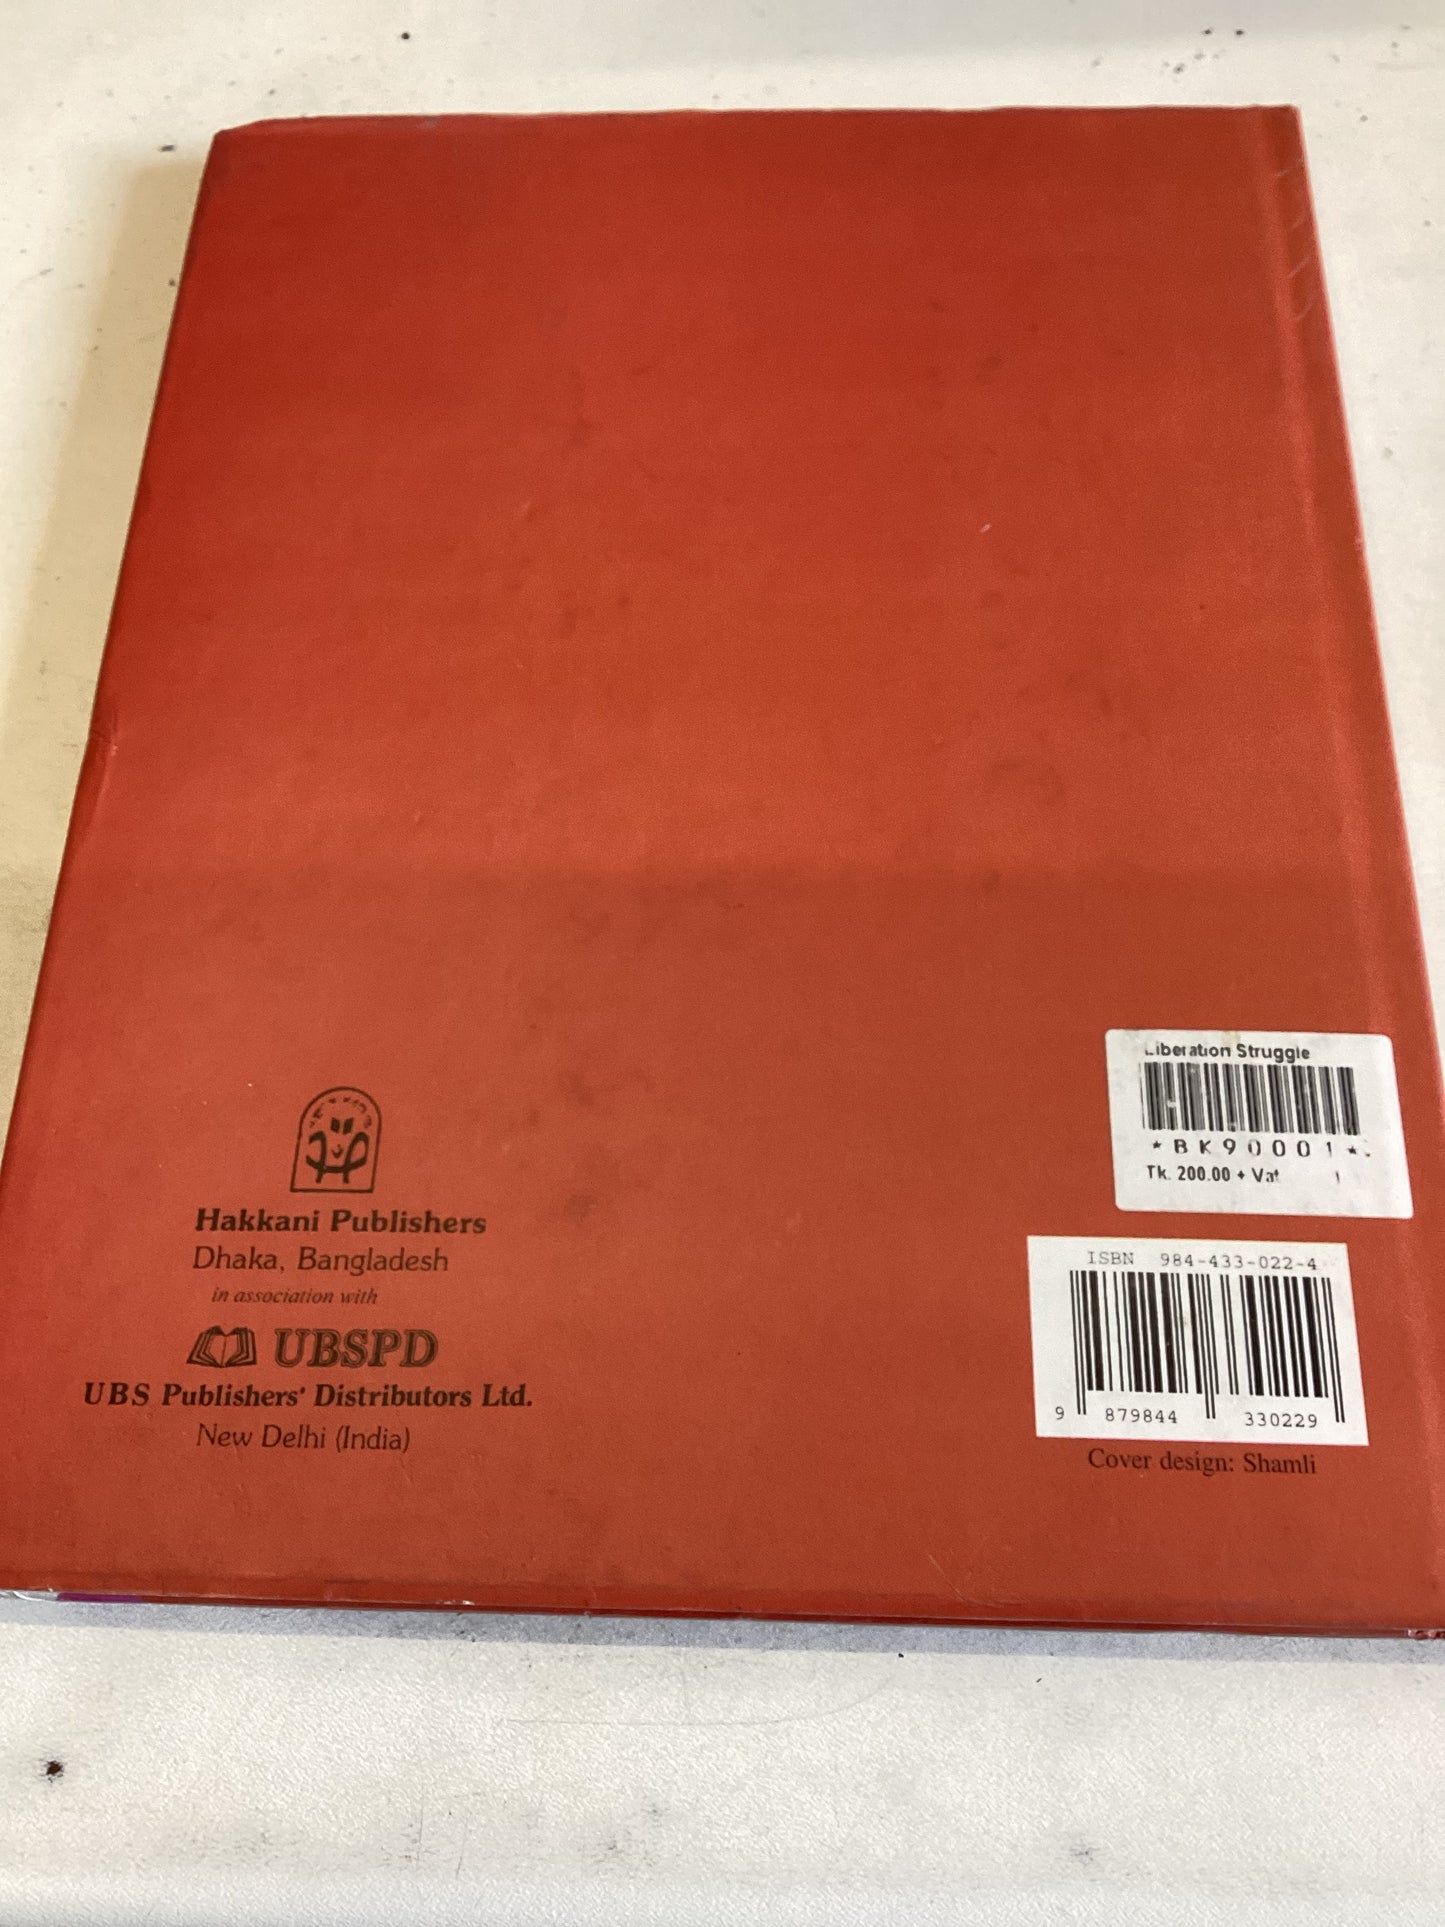 Liberation Struggle
*BK90001*
Tk. 200.00 + Vat
Hakkani Publishers
Dhaka, Bangladesh
in association with
UBSPD
UBS Publishers' Distributors Ltd.
New Delhi (India)
ISBN 984-433-022-4
9 879844 330229
Cover design: Shamli